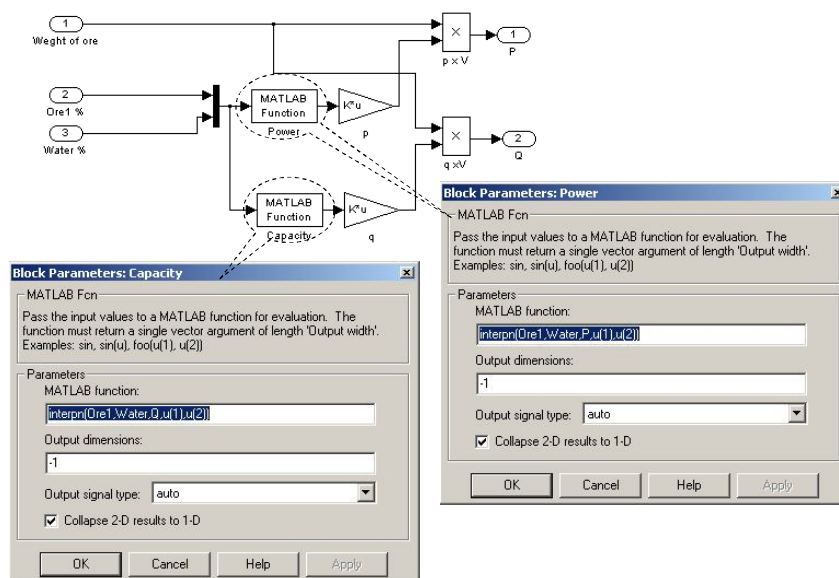 1
Weght of ore
×
p x V
1
P
2
Ore1 %
3
Water %
MATLAB
Function
Power
K*u
p
×
q xV
2
Q
MATLAB
Function
Capacity
K*u
q
Block Parameters: Power
MATLAB Fcn
Pass the input values to a MATLAB function for evaluation. The
function must return a single vector argument of length 'Output width'.
Examples: sin, sin(u), foo(u(1), u(2))
Parameters
MATLAB function:
interpn(Ore1,Water,P,u(1),u(2))
Output dimensions:
-1
Output signal type: auto
Collapse 2-D results to 1-D
OK Cancel Help Apply
Block Parameters: Capacity
MATLAB Fcn
Pass the input values to a MATLAB function for evaluation. The
function must return a single vector argument of length 'Output width'.
Examples: sin, sin(u), foo(u(1), u(2))
Parameters
MATLAB function:
interpn(Ore1,Water,Q,u(1),u(2))
Output dimensions:
-1
Output signal type: auto
Collapse 2-D results to 1-D
OK Cancel Help Apply